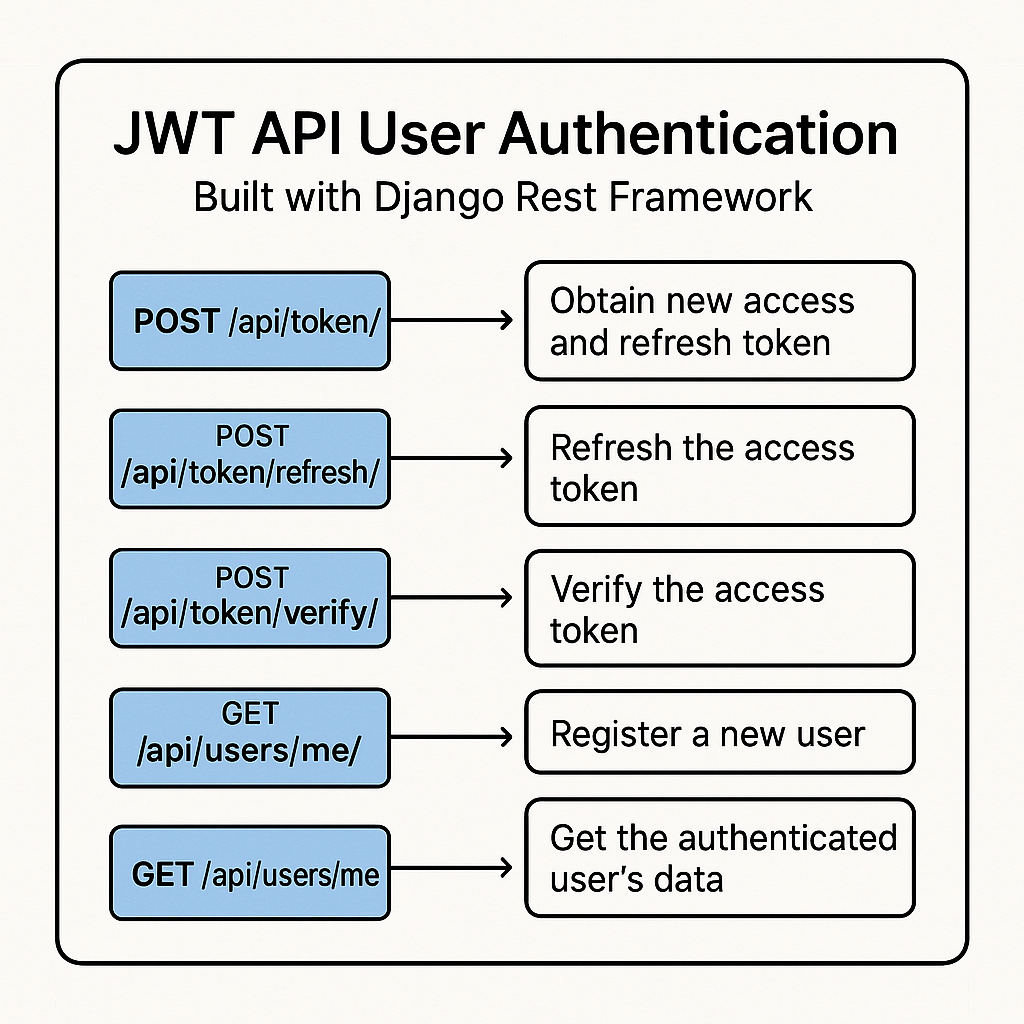 JWT API User Authentication
Built with Django Rest Framework
POST /api/token/
Obtain new access
and refresh token
POST
/api/token/refresh/
Refresh the access
token
POST
/api/token/verify/
Verify the access
token
GET
/api/users/me/
Register a new user
GET /api/users/me
Get the authenticated
user's data